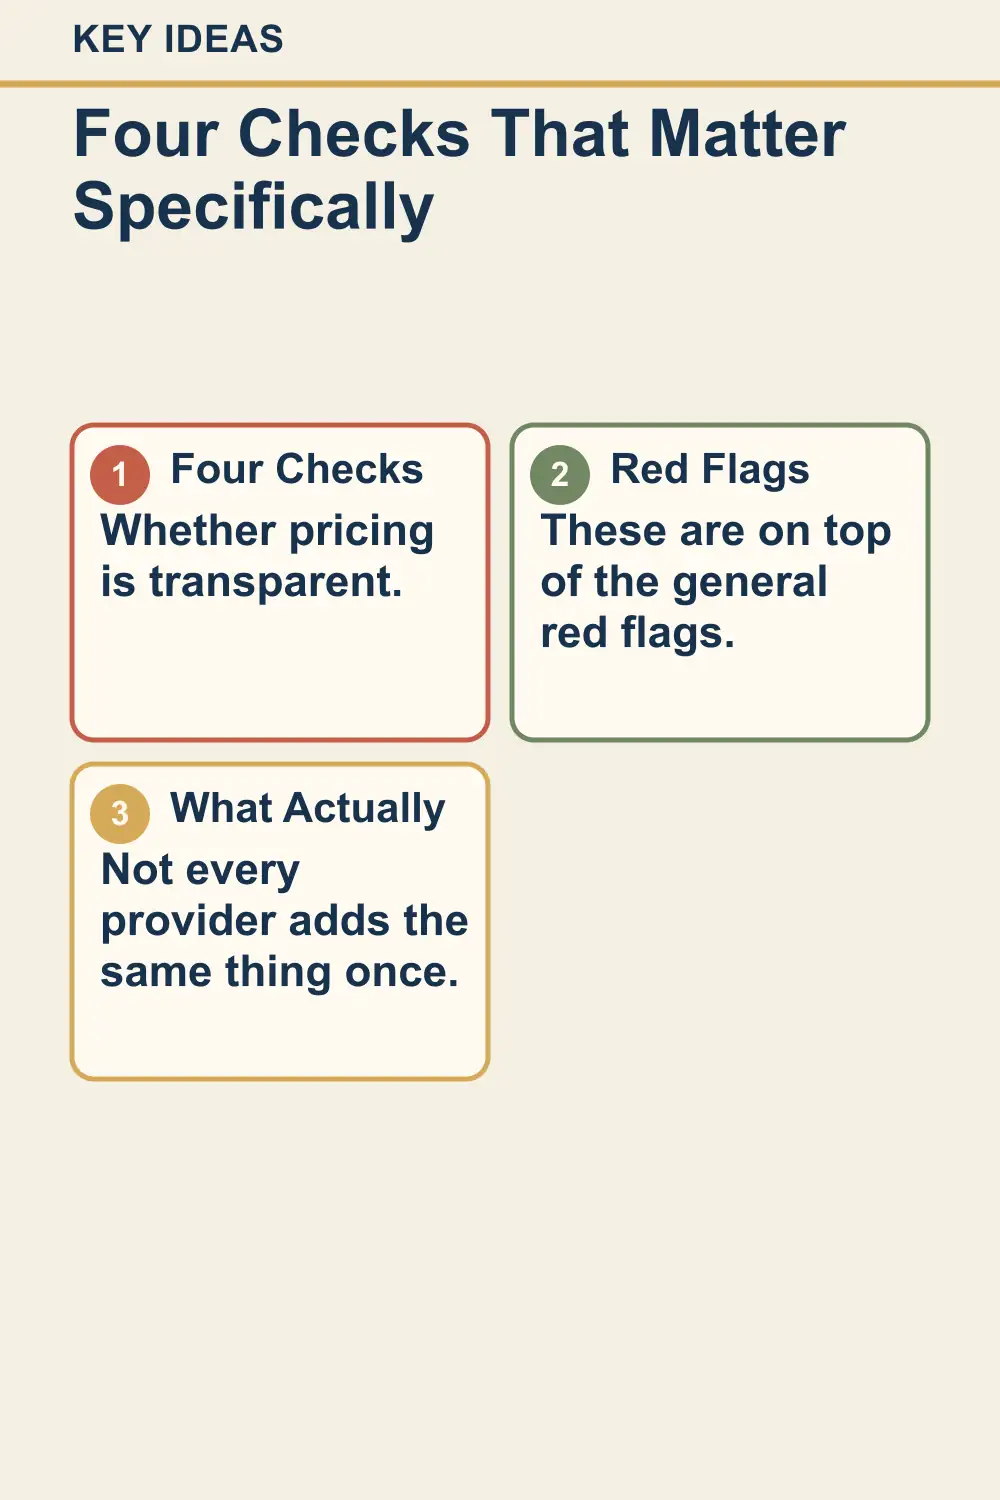 KEY IDEAS
Four Checks That Matter
Specifically
1 Four Checks
Whether pricing
is transparent.
2 Red Flags
These are on top
of the general
red flags.
3 What Actually
Not every
provider adds the
same thing once.